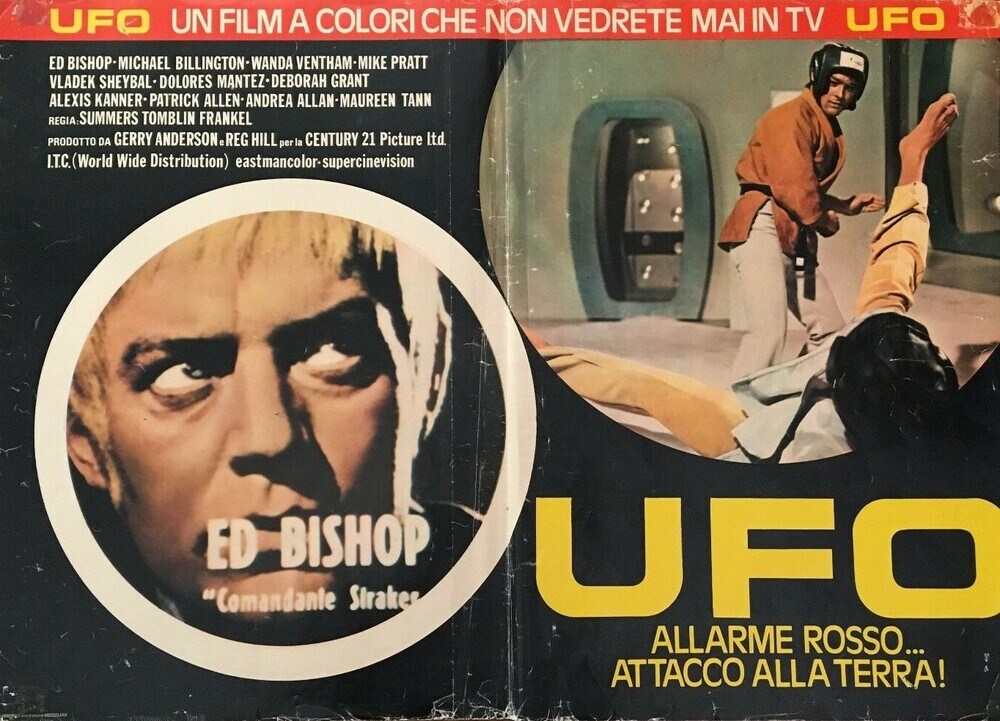 UFO UN FILM A COLORI CHE NON VEDRETE MAI IN TV UFO
ED BISHOP·MICHAEL BILLINGTON·WANDA VENTHAM·MIKE PRATT
VLADEK SHEYBAL·DOLORES MANTEZ·DEBORAH GRANT
ALEXIS KANNER·PATRICK ALLEN·ANDREA ALLAN·MAUREEN TANN
REGIA:SUMMERS TOMBLIN FRANKEL
PRODOTTO DA GERRY ANDERSON e REG HILL per la CENTURY 21 Picture ltd.
I.T.C.(World Wide Distribution) eastmancolor-supercinevision
ED BISHOP
"Comandante Straker
UFO
ALLARME ROSSO...
ATTACCO ALLA TERRA!